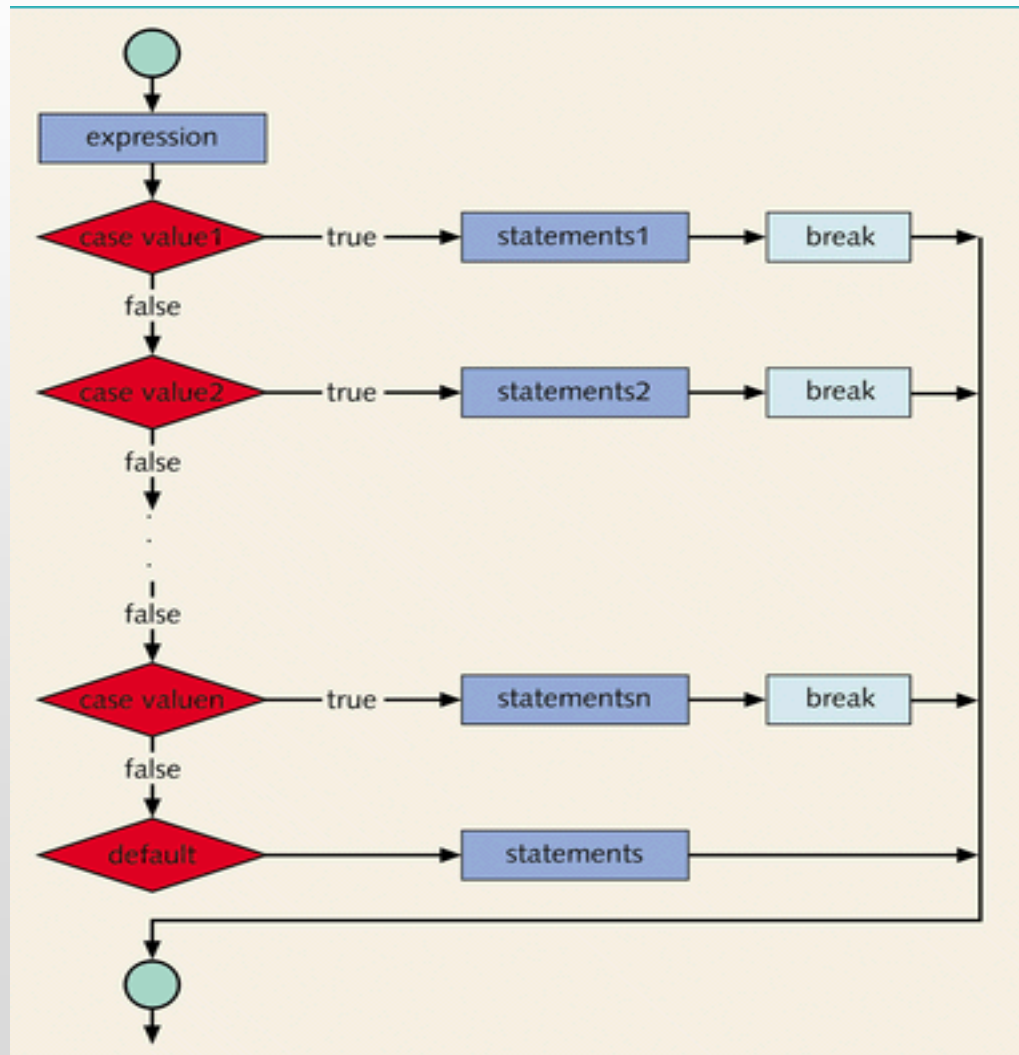 expression
case value1
true
statements1
break
false
case value2
true
statements2
break
false
.
.
.
false
case valuen
true
statementsn
break
false
default
statements